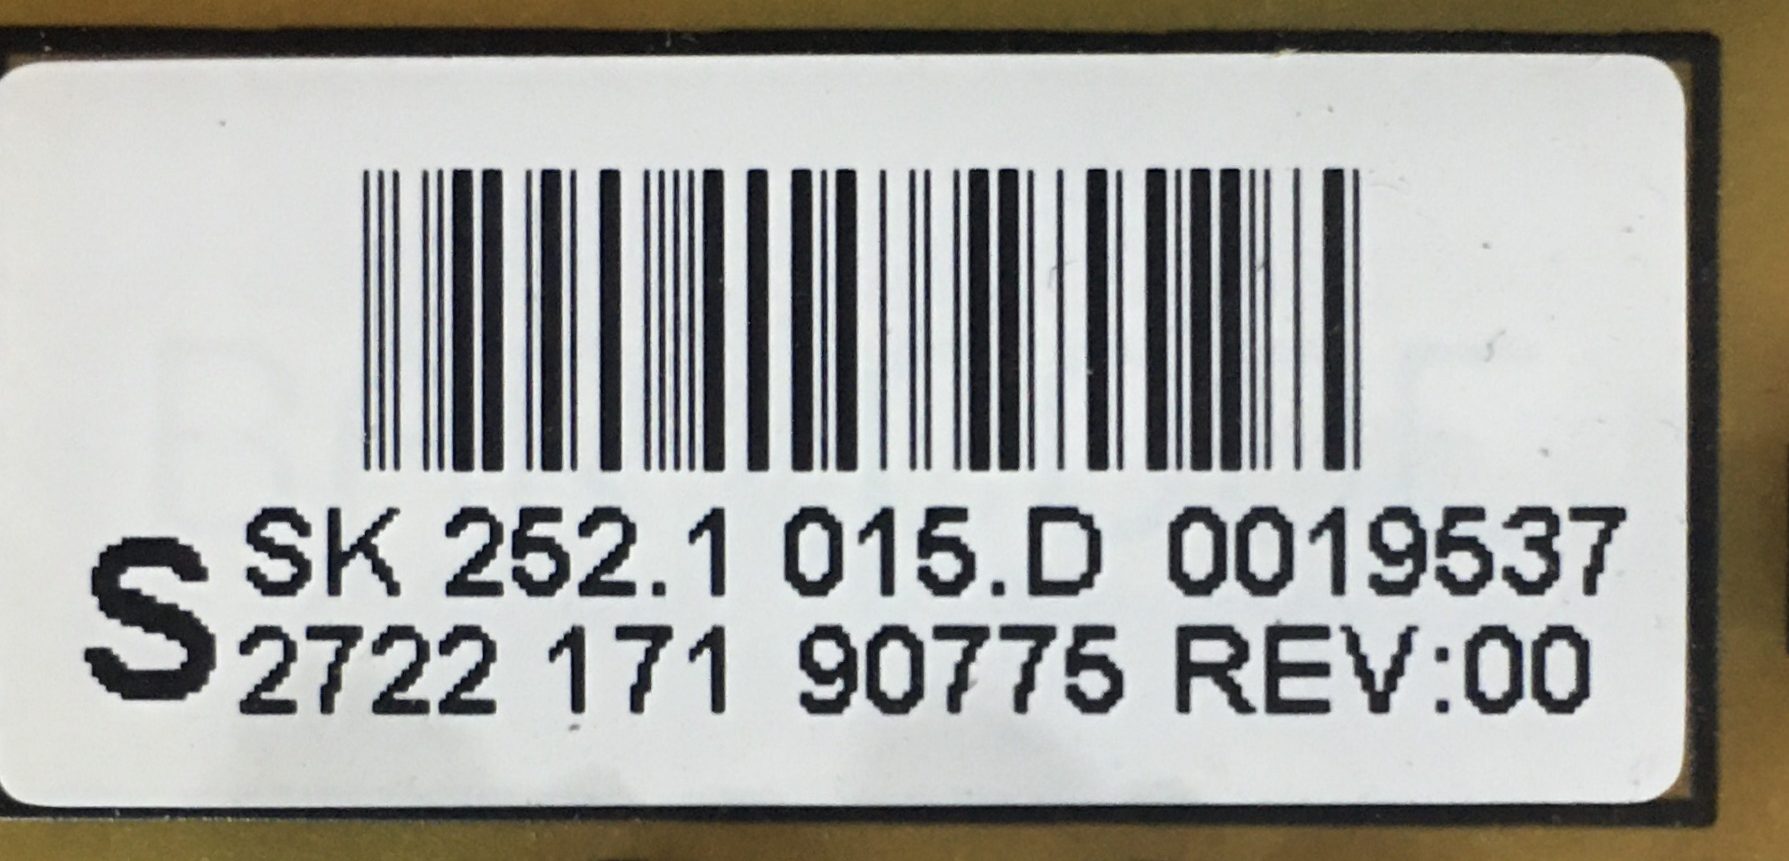 S SK 252.1 015.D 0019537
2722 171 90775 REV:00